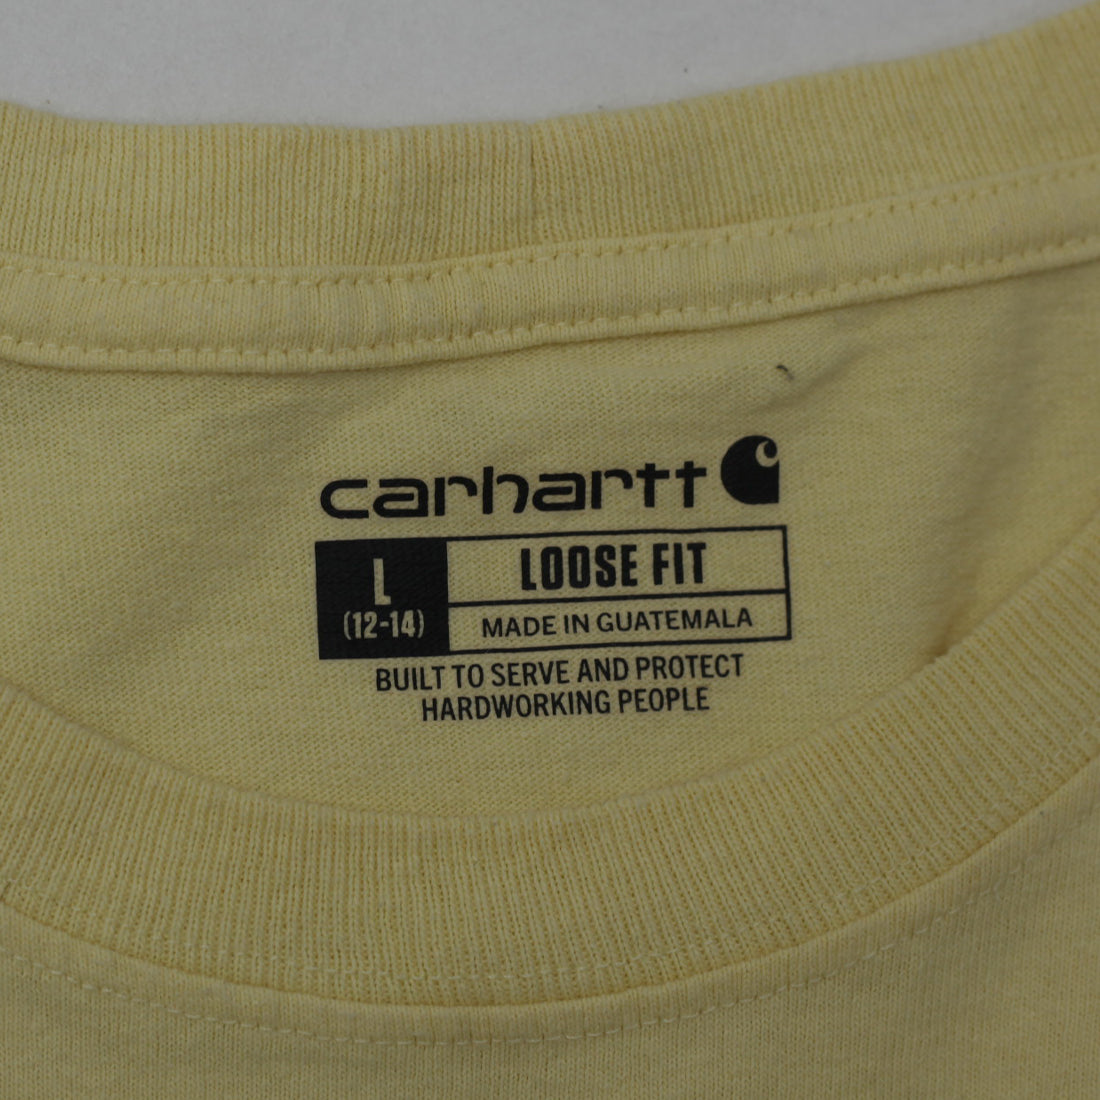 carhartt
L
(12-14)
LOOSE FIT
MADE IN GUATEMALA
BUILT TO SERVE AND PROTECT
HARDWORKING PEOPLE